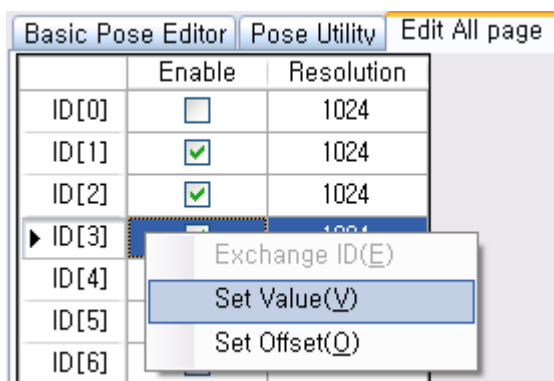 Basic Pose Editor Pose Utility Edit All page
Enable Resolution
ID[0] 1024
ID[1] 1024
ID[2] 1024
ID[3]
Exchange ID(E)
ID[4]
Set Value(V)
ID[5]
Set Offset(O)
ID[6]